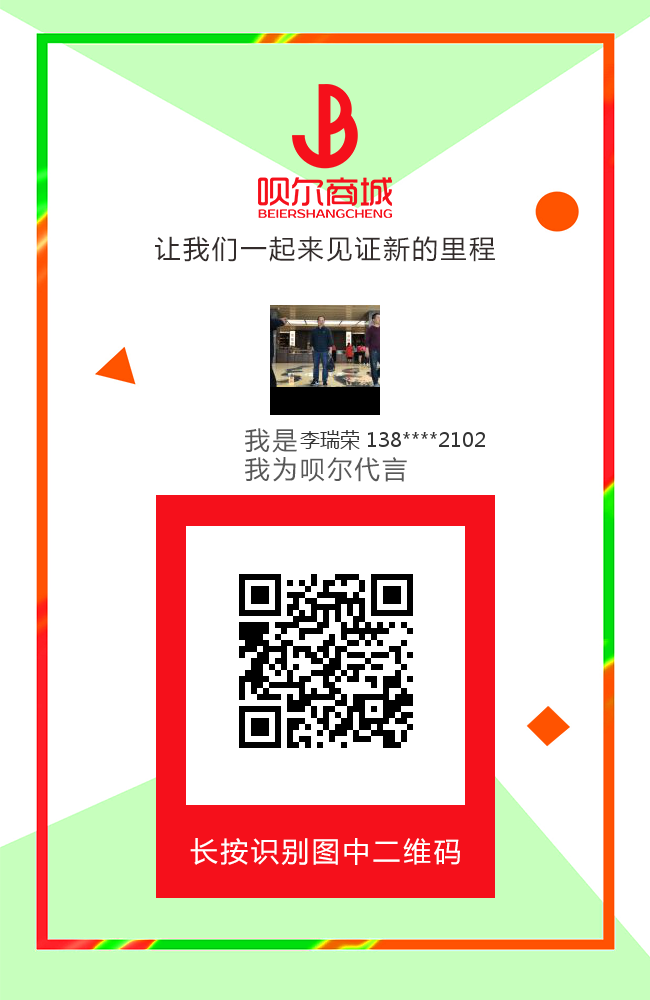 呗尔商城
BEIERSHANGCHENG
让我们一起来见证新的里程
我是李瑞荣 138****2102
我为呗尔代言
长按识别图中二维码